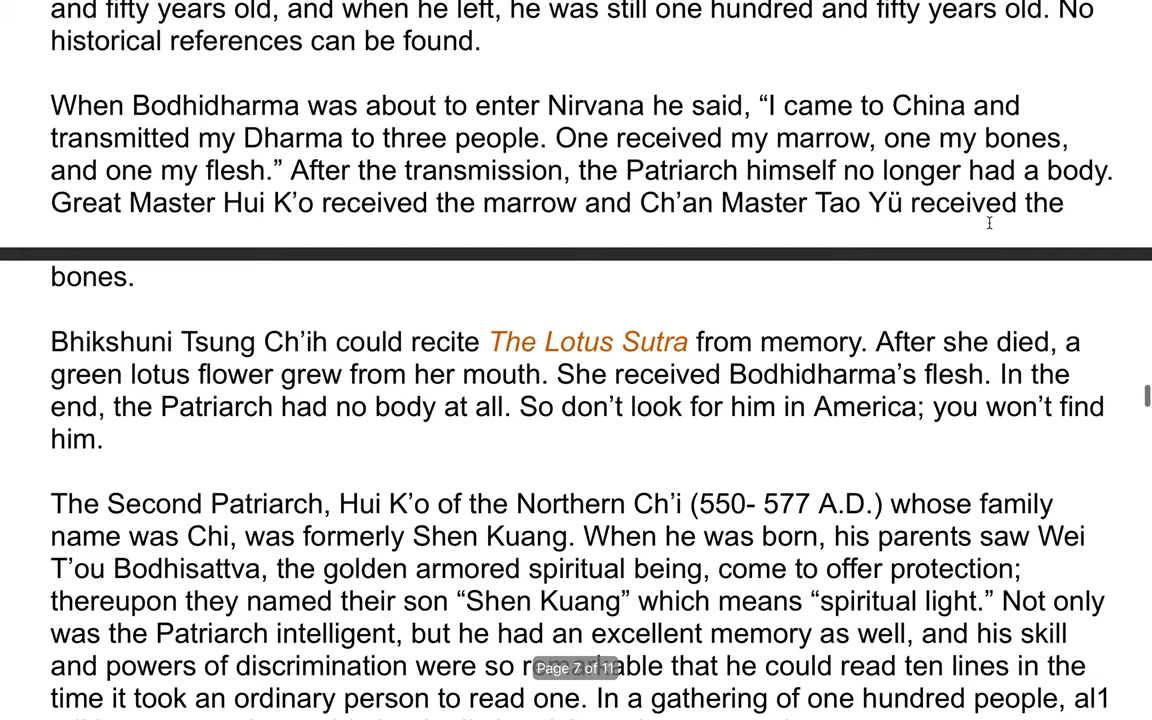 and fifty years old, and when he left, he was still one hundred and fifty years old. No
historical references can be found.
When Bodhidharma was about to enter Nirvana he said, “I came to China and
transmitted my Dharma to three people. One received my marrow, one my bones,
and one my flesh.” After the transmission, the Patriarch himself no longer had a body.
Great Master Hui K’o received the marrow and Ch’an Master Tao Yü received the
bones.
Bhikshuni Tsung Ch’ih could recite The Lotus Sutra from memory. After she died, a
green lotus flower grew from her mouth. She received Bodhidharma’s flesh. In the
end, the Patriarch had no body at all. So don’t look for him in America; you won’t find
him.
The Second Patriarch, Hui K’o of the Northern Ch’i (550- 577 A.D.) whose family
name was Chi, was formerly Shen Kuang. When he was born, his parents saw Wei
T’ou Bodhisattva, the golden armored spiritual being, come to offer protection;
thereupon they named their son “Shen Kuang” which means “spiritual light.” Not only
was the Patriarch intelligent, but he had an excellent memory as well, and his skill
and powers of discrimination were so remarkable that he could read ten lines in the
Page 7 of 11
time it took an ordinary person to read one. In a gathering of one hundred people, al1